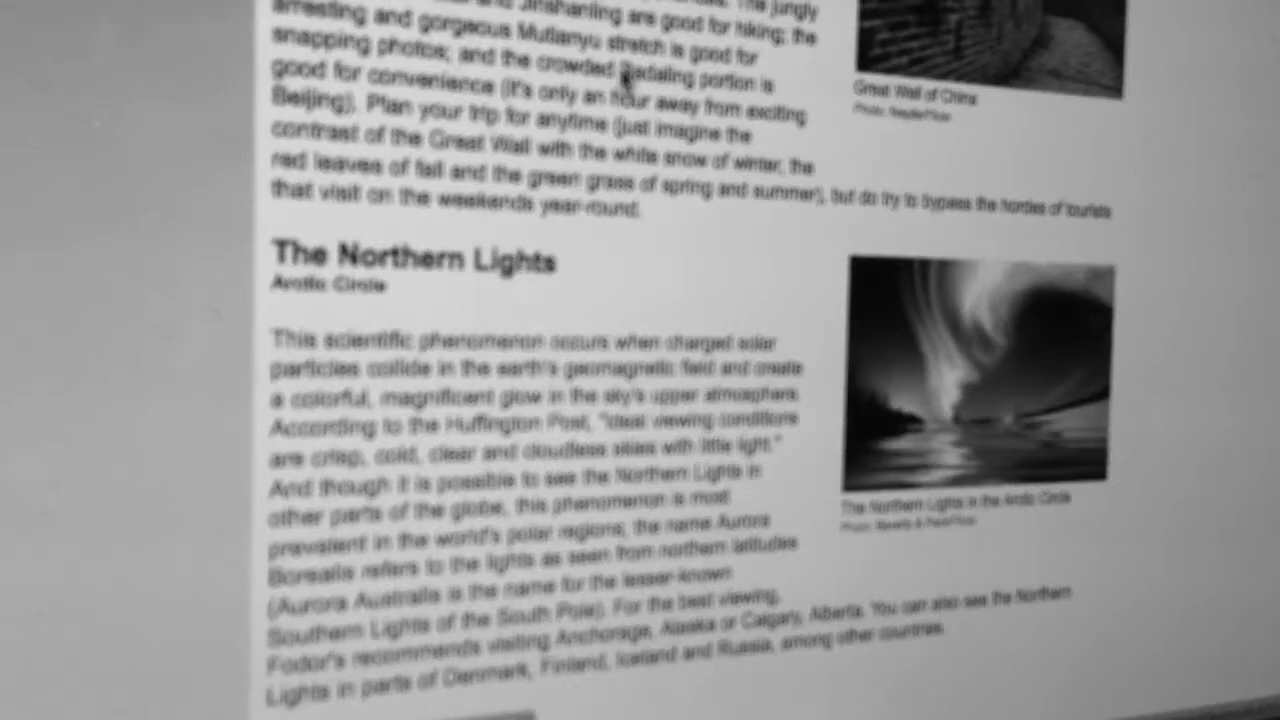 Jinshanling are good for hiking; the
arresting and gorgeous Mutianyu stretch is good for
snapping photos; and the crowded Badaling portion is
good for convenience (it's only an hour away from exciting
Beijing). Plan your trip for anytime (just imagine the
contrast of the Great Wall with the white snow of winter, the
red leaves of fall and the green grass of spring and summer), but do try to bypass the hordes of tourists
that visit on the weekends year-round.
Great Wall of China
Photo:
The Northern Lights
Arctic Circle
This scientific phenomenon occurs when charged solar
particles collide in the earth's geomagnetic field and create
a colorful, magnificent glow in the sky's upper atmosphere.
According to the Huffington Post, "ideal viewing conditions
are crisp, cold, clear and cloudless skies with little light."
And though it is possible to see the Northern Lights in
other parts of the globe, this phenomenon is most
prevalent in the world's polar regions; the name Aurora
Borealis refers to the lights as seen from northern latitudes
(Aurora Australis is the name for the lesser-known
Southern Lights of the South Pole). For the best viewing,
Fodor's recommends visiting Anchorage, Alaska or Calgary, Alberta. You can also see the Northern
Lights in parts of Denmark, Finland, Iceland and Russia, among other countries.
The Northern Lights in the Arctic Circle
Photo: